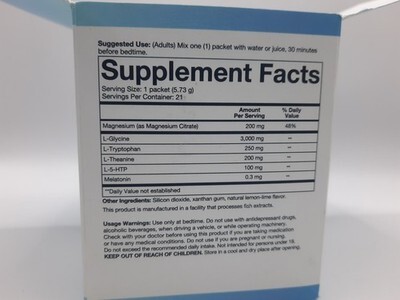 Suggested Use: (Adults) Mix one (1) packet with water or juice, 30 minutes
before bedtime.
Supplement Facts
Serving Size: 1 packet (5.73 g)
Servings Per Container: 21
Amount Per Serving % Daily Value
Magnesium (as Magnesium Citrate) 200 mg 48%
L-Glycine 3,000 mg **
L-Tryptophan 250 mg **
L-Theanine 200 mg **
L-5-HTP 100 mg **
Melatonin 0.3 mg **
**Daily Value not established
Other Ingredients: Silicon dioxide, xanthan gum, natural lemon-lime flavor.
This product is manufactured in a facility that processes fish extracts.
Usage Warnings: Use only at bedtime. Do not use with antidepressant drugs,
alcoholic beverages, when driving a vehicle, or while operating machinery.
Check with your doctor before using this product if you are taking medication
or have any medical conditions. Do not use if you are pregnant or nursing.
Do not exceed the recommended daily intake. Not intended for persons under 18.
KEEP OUT OF REACH OF CHILDREN. Store in a cool and dry place after opening.